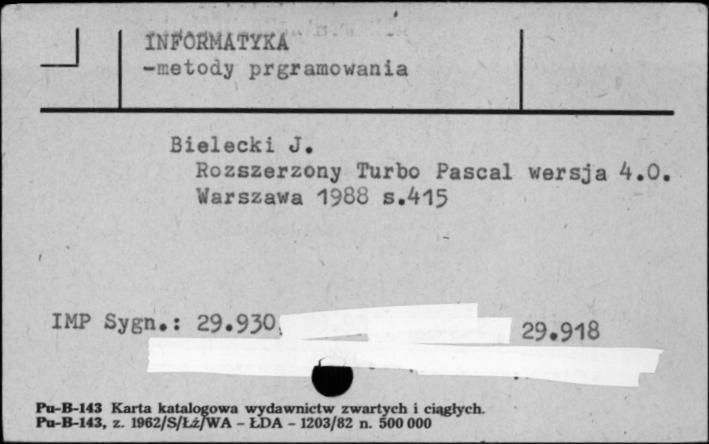 INFORMATYKA
-metody prgramowania
Bielecki J.
Rozszerzony Turbo Pascal wersja 4.0.
Warszawa 1988 s.415
IMP Sygn.: 29.930, 29.918
Pu-B-143 Karta katalogowa wydawnictw zwartych i ciągłych.
Pu-B-143, z. 1962/S/Łź/WA – ŁDA – 1203/82 n. 500 000